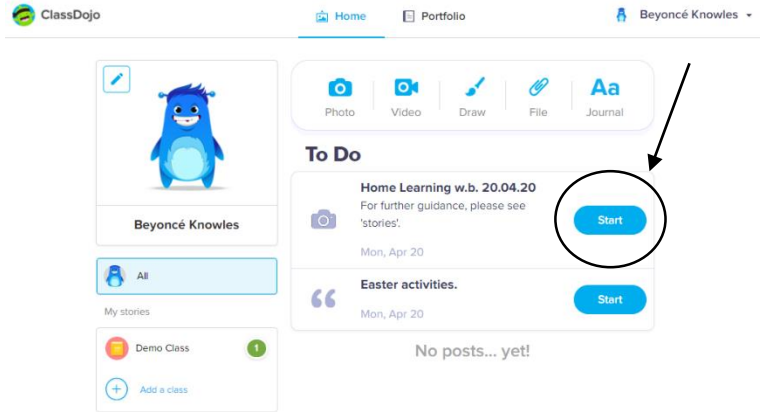 ClassDojo
Home
Portfolio
Beyoncé Knowles
Photo
Video
Draw
File
Aa
Journal
Beyoncé Knowles
All
My stories
Demo Class
1
Add a class
To Do
Home Learning w.b. 20.04.20
For further guidance, please see
'stories'.
Mon, Apr 20
Start
Easter activities.
Mon, Apr 20
Start
No posts... yet!